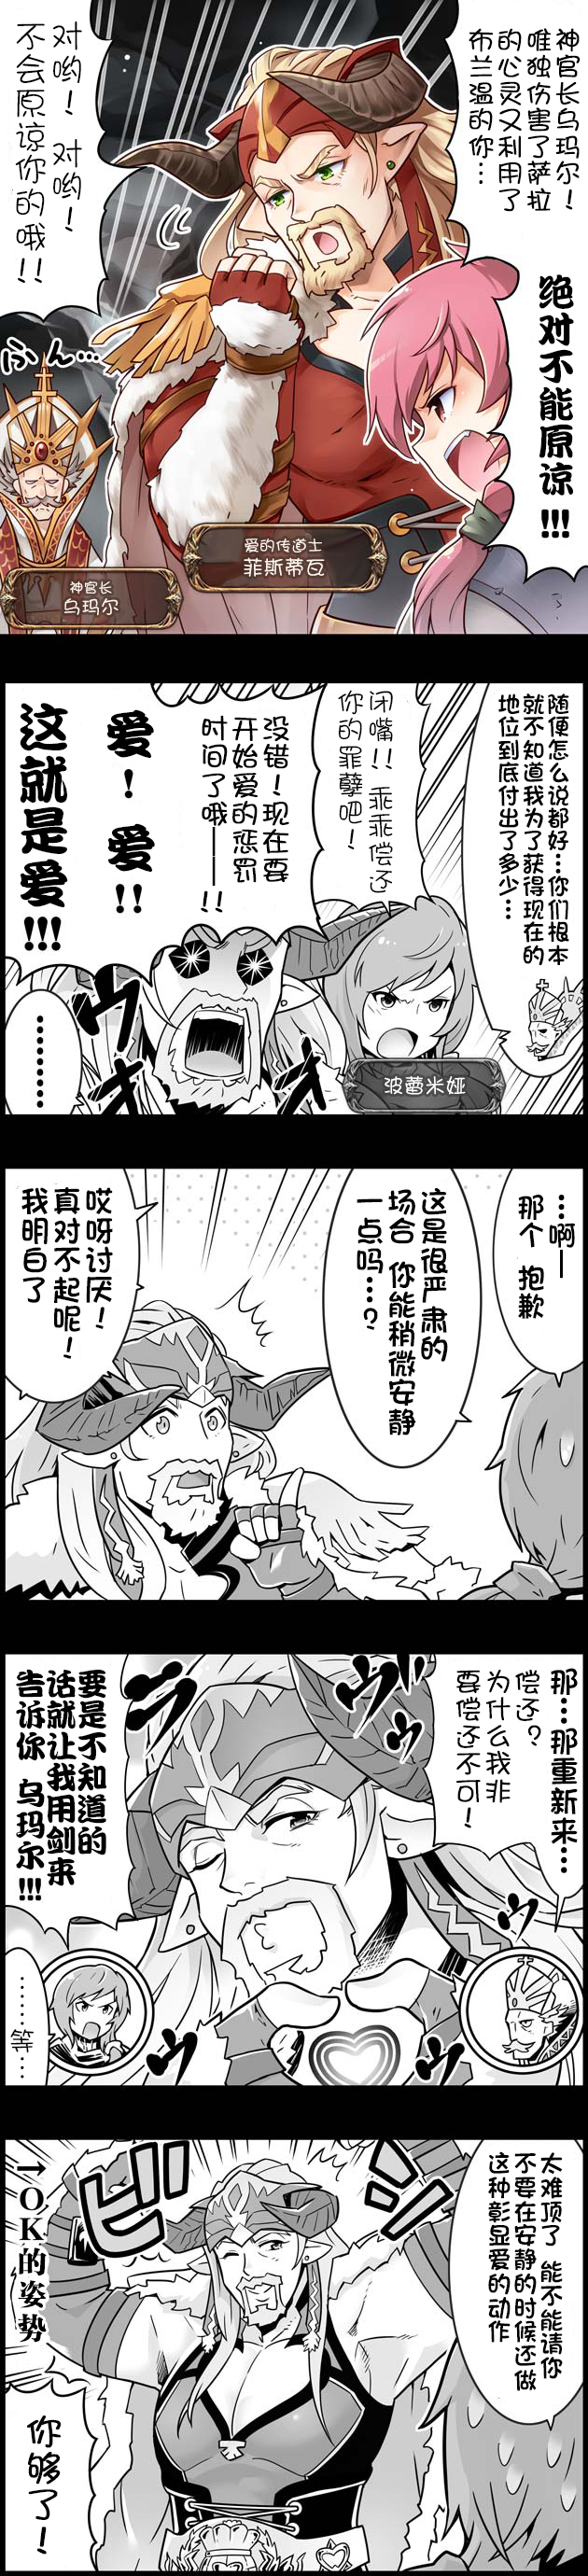 神官长乌玛尔！
唯独伤害了萨拉
的心灵又利用了
布兰温的你…
绝对不能原谅!!!
对哟！ 对哟！
不会原谅你的哦!!
ふん…
爱的传道士
菲斯蒂瓦
神官长
乌玛尔
随便怎么说都好…你们根本
就不知道我为了获得现在的
地位到底付出了多少…
闭嘴!! 乖乖偿还
你的罪孽吧！
没错！现在要
开始爱的惩罚
时间了哦——!!
爱！ 爱!!
这就是爱!!!
ウオ
オ
波蕾米娅
………
…啊—
那个 抱歉
这是很严肃的
场合 你能稍微安静
一点吗…?
哎呀讨厌！
真对不起呢！
我明白了
那…那重新来…
偿还？
为什么我非
要偿还不可！
要是不知道的
话就让我用剑来
告诉你 乌玛尔!!!
……等…
太难顶了 能不能请你
不要在安静的时候还做
这种彰显爱的动作
ビシ
→OK的姿势
你够了！